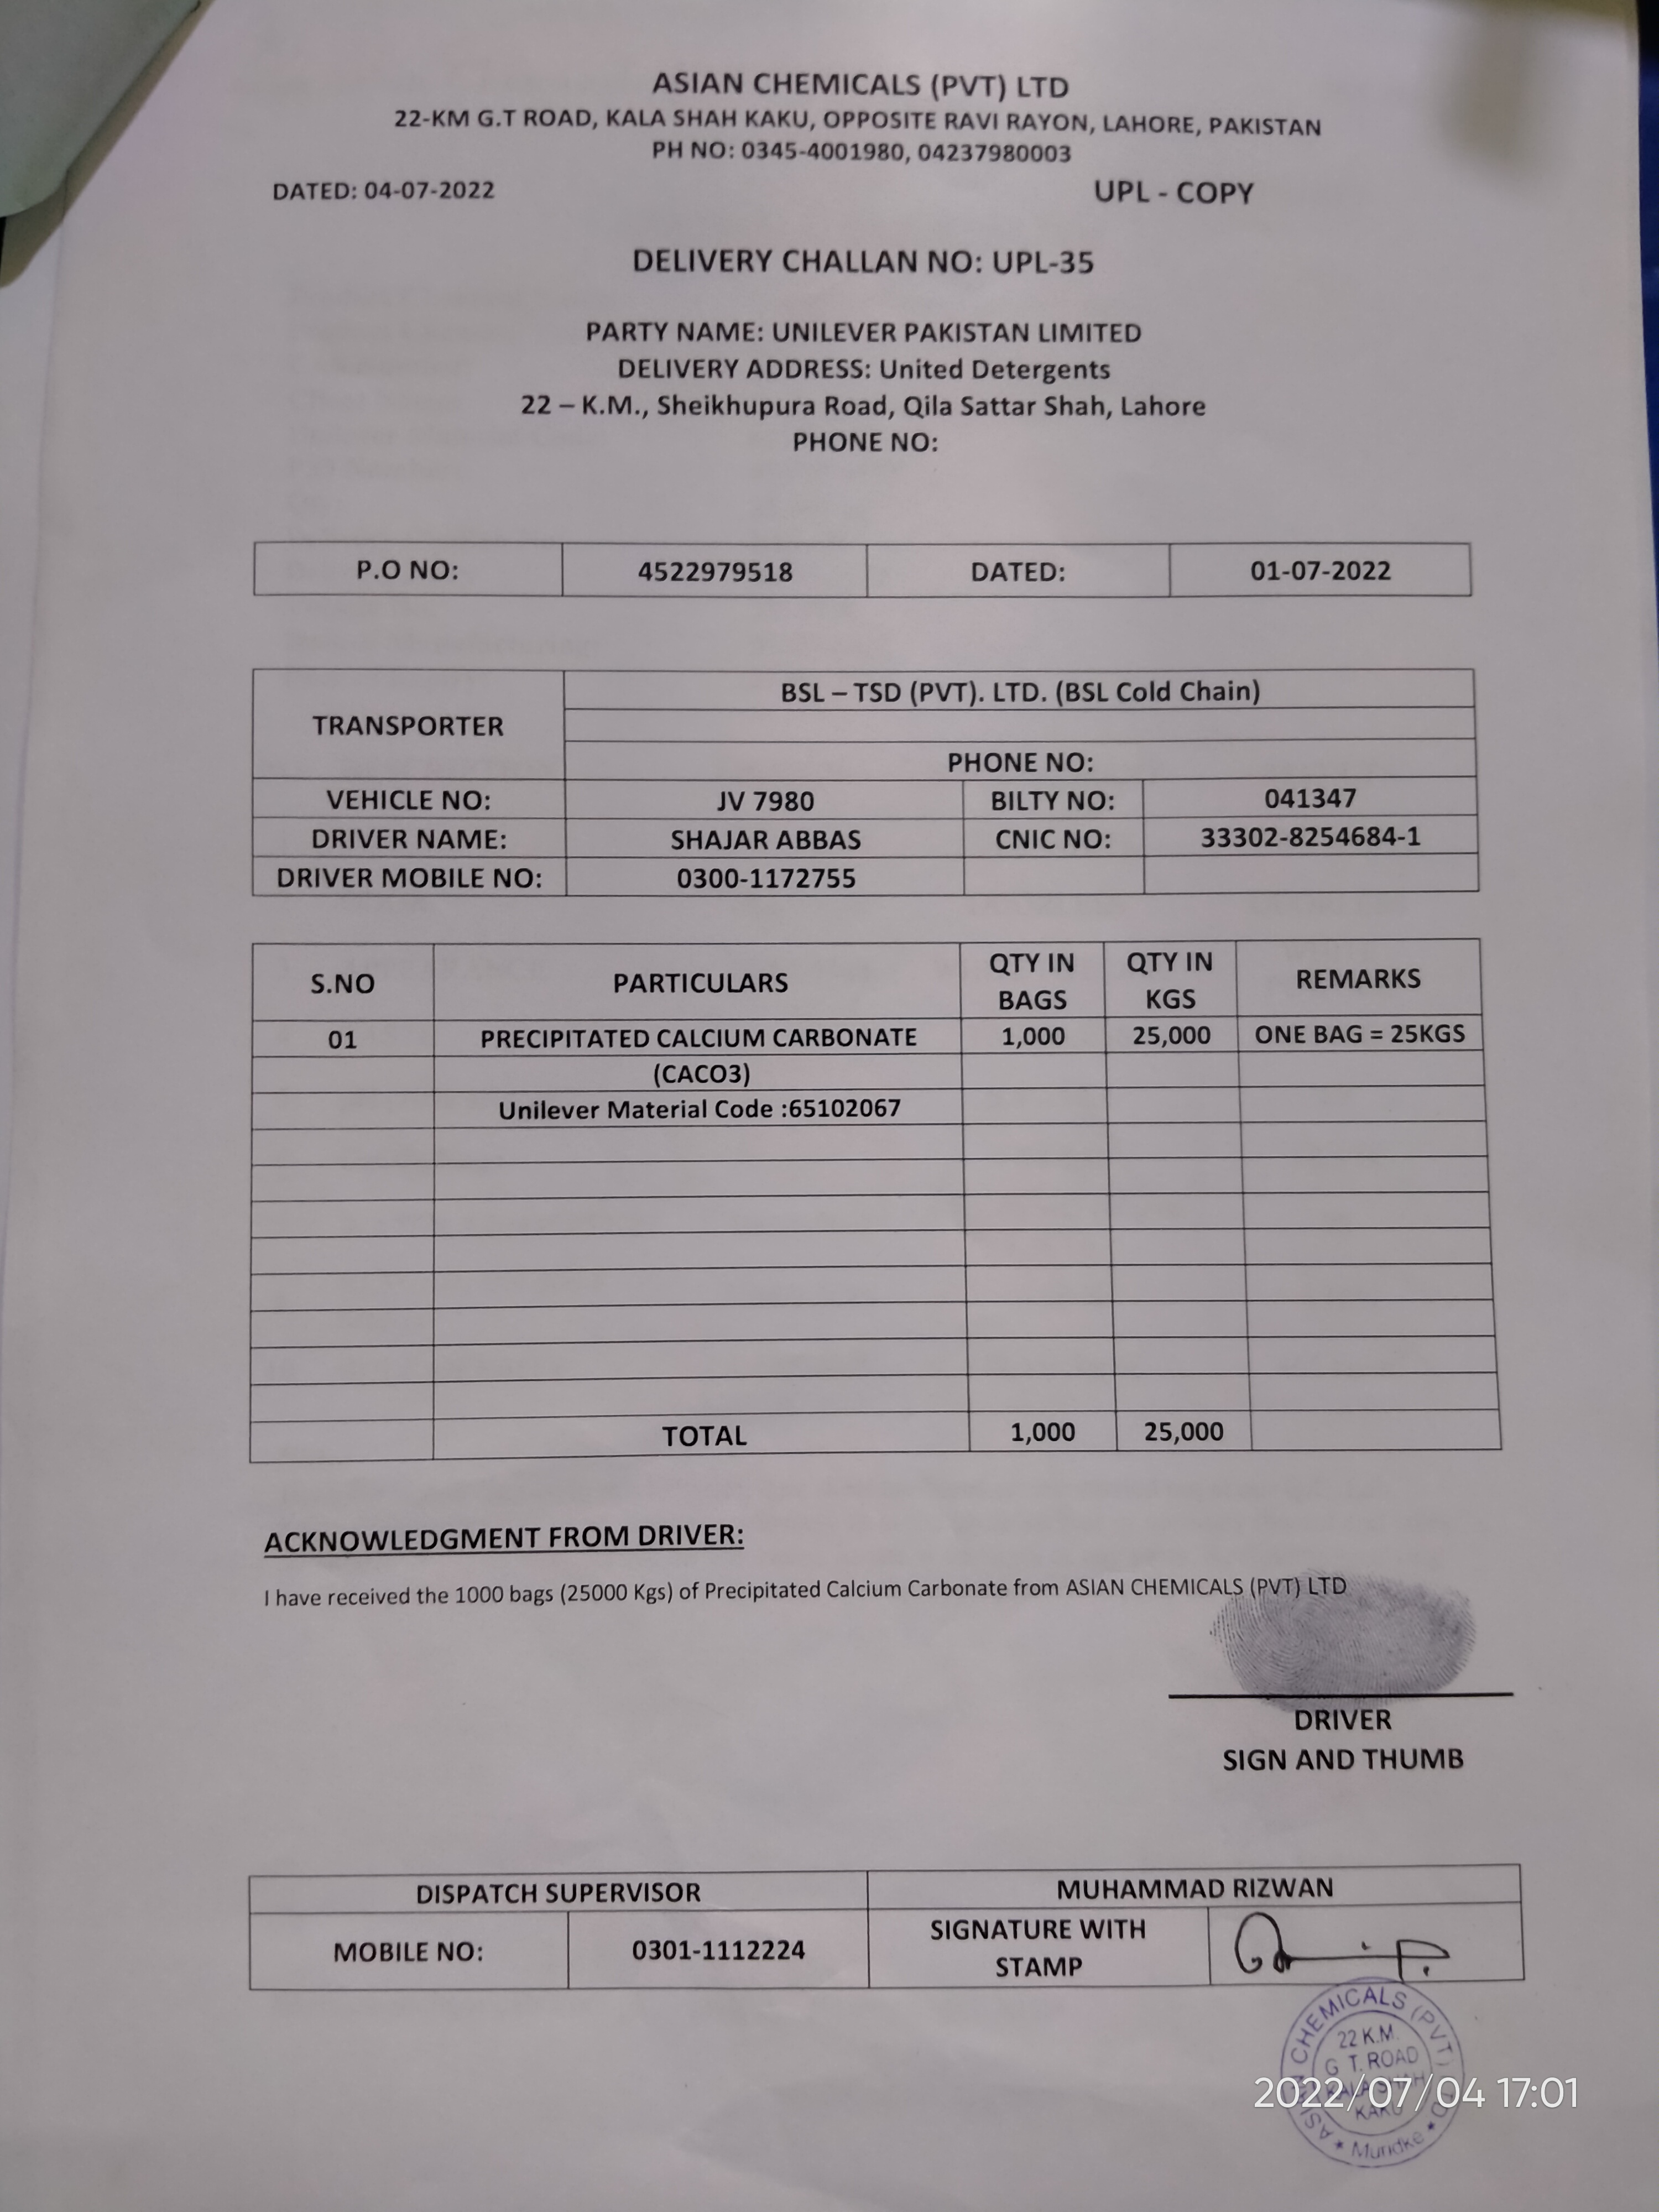 ASIAN CHEMICALS (PVT) LTD
22-KM G.T ROAD, KALA SHAH KAKU, OPPOSITE RAVI RAYON, LAHORE, PAKISTAN
PH NO: 0345-4001980, 04237980003
DATED: 04-07-2022 UPL - COPY
DELIVERY CHALLAN NO: UPL-35
PARTY NAME: UNILEVER PAKISTAN LIMITED
DELIVERY ADDRESS: United Detergents
22 – K.M., Sheikhupura Road, Qila Sattar Shah, Lahore
PHONE NO:
P.O NO: 4522979518 DATED: 01-07-2022
TRANSPORTER
BSL – TSD (PVT). LTD. (BSL Cold Chain)
PHONE NO:
VEHICLE NO: JV 7980 BILTY NO: 041347
DRIVER NAME: SHAJAR ABBAS CNIC NO: 33302-8254684-1
DRIVER MOBILE NO: 0300-1172755
S.NO PARTICULARS QTY IN BAGS QTY IN KGS REMARKS
01 PRECIPITATED CALCIUM CARBONATE 1,000 25,000 ONE BAG = 25KGS
(CACO3)
Unilever Material Code :65102067
TOTAL 1,000 25,000
ACKNOWLEDGMENT FROM DRIVER:
I have received the 1000 bags (25000 Kgs) of Precipitated Calcium Carbonate from ASIAN CHEMICALS (PVT) LTD
DRIVER
SIGN AND THUMB
DISPATCH SUPERVISOR MUHAMMAD RIZWAN
MOBILE NO: 0301-1112224 SIGNATURE WITH STAMP
ASIAN CHEMICALS (PVT) LTD
22 K.M.
G T. ROAD
KALA SHAH
KAKU
Muridke
2022/07/04 17:01